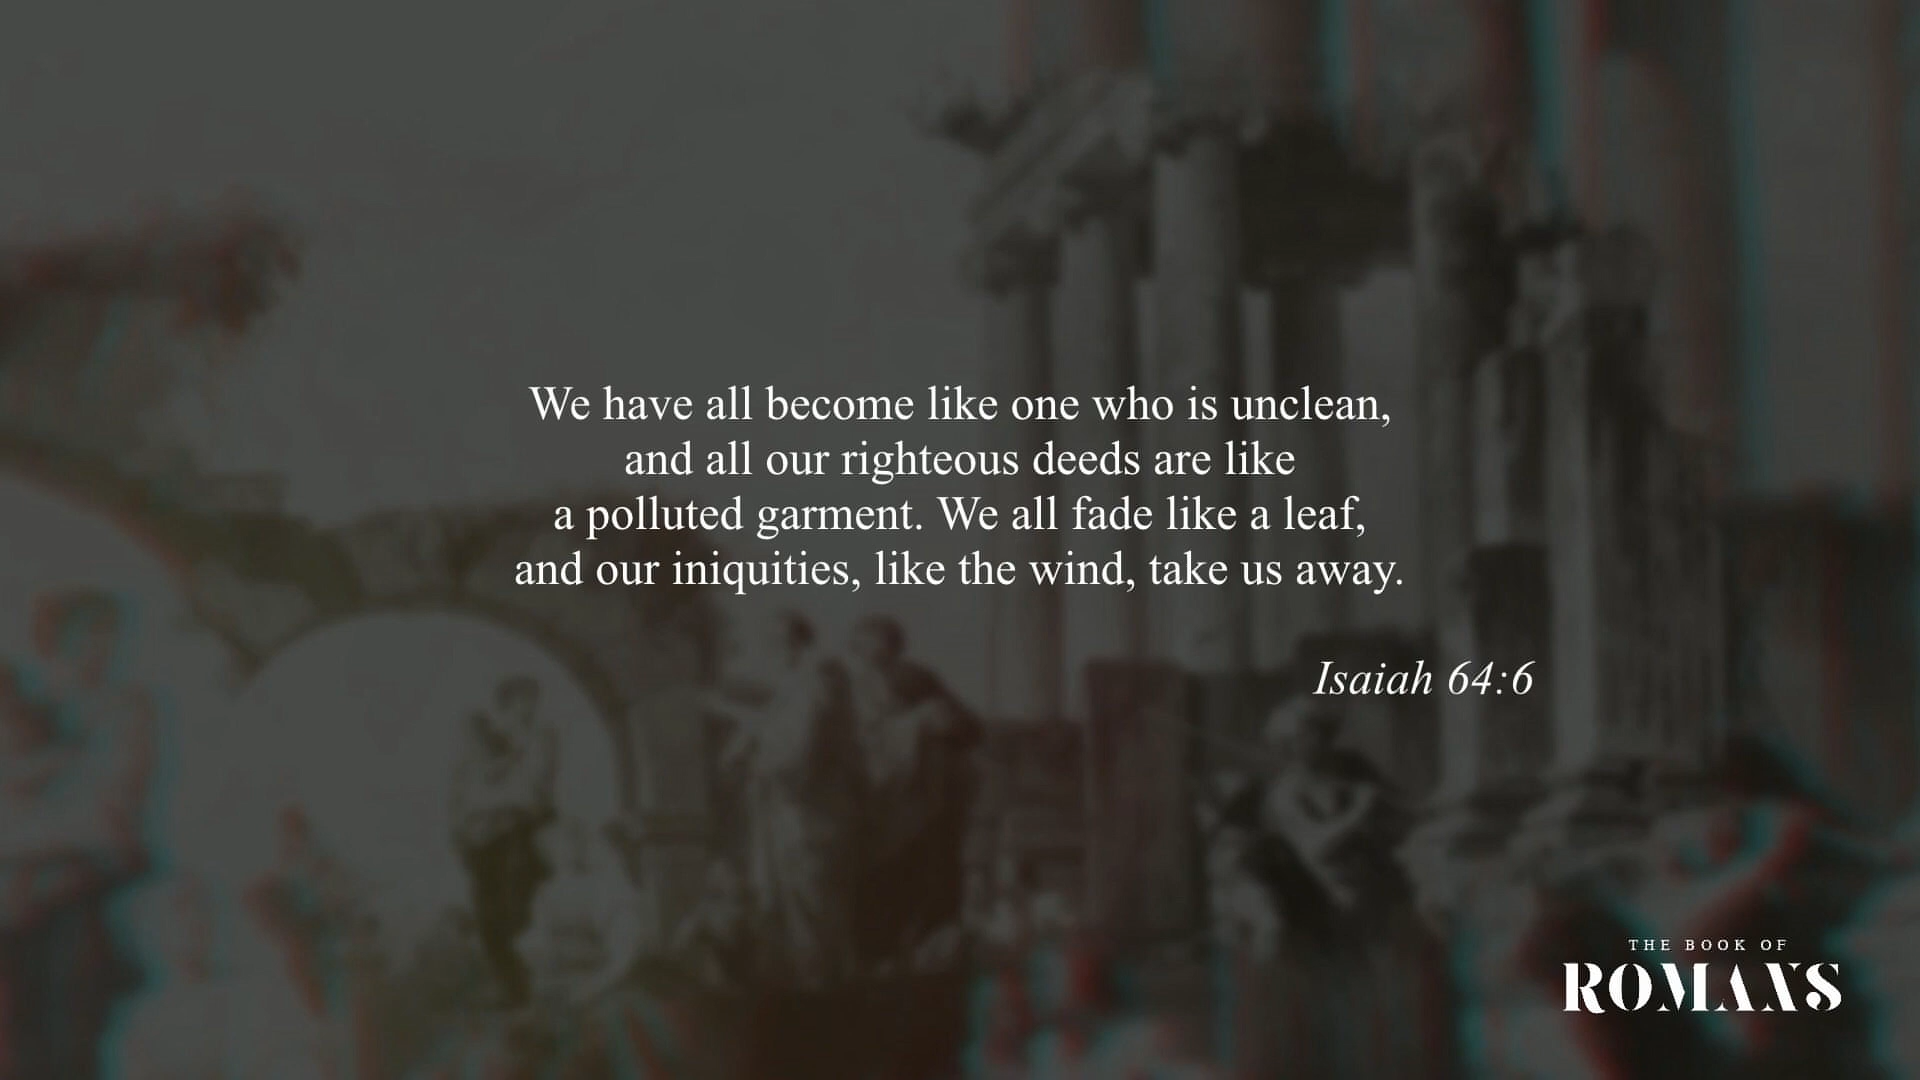 We have all become like one who is unclean,
and all our righteous deeds are like
a polluted garment. We all fade like a leaf,
and our iniquities, like the wind, take us away.
Isaiah 64:6
THE BOOK OF
ROMANS